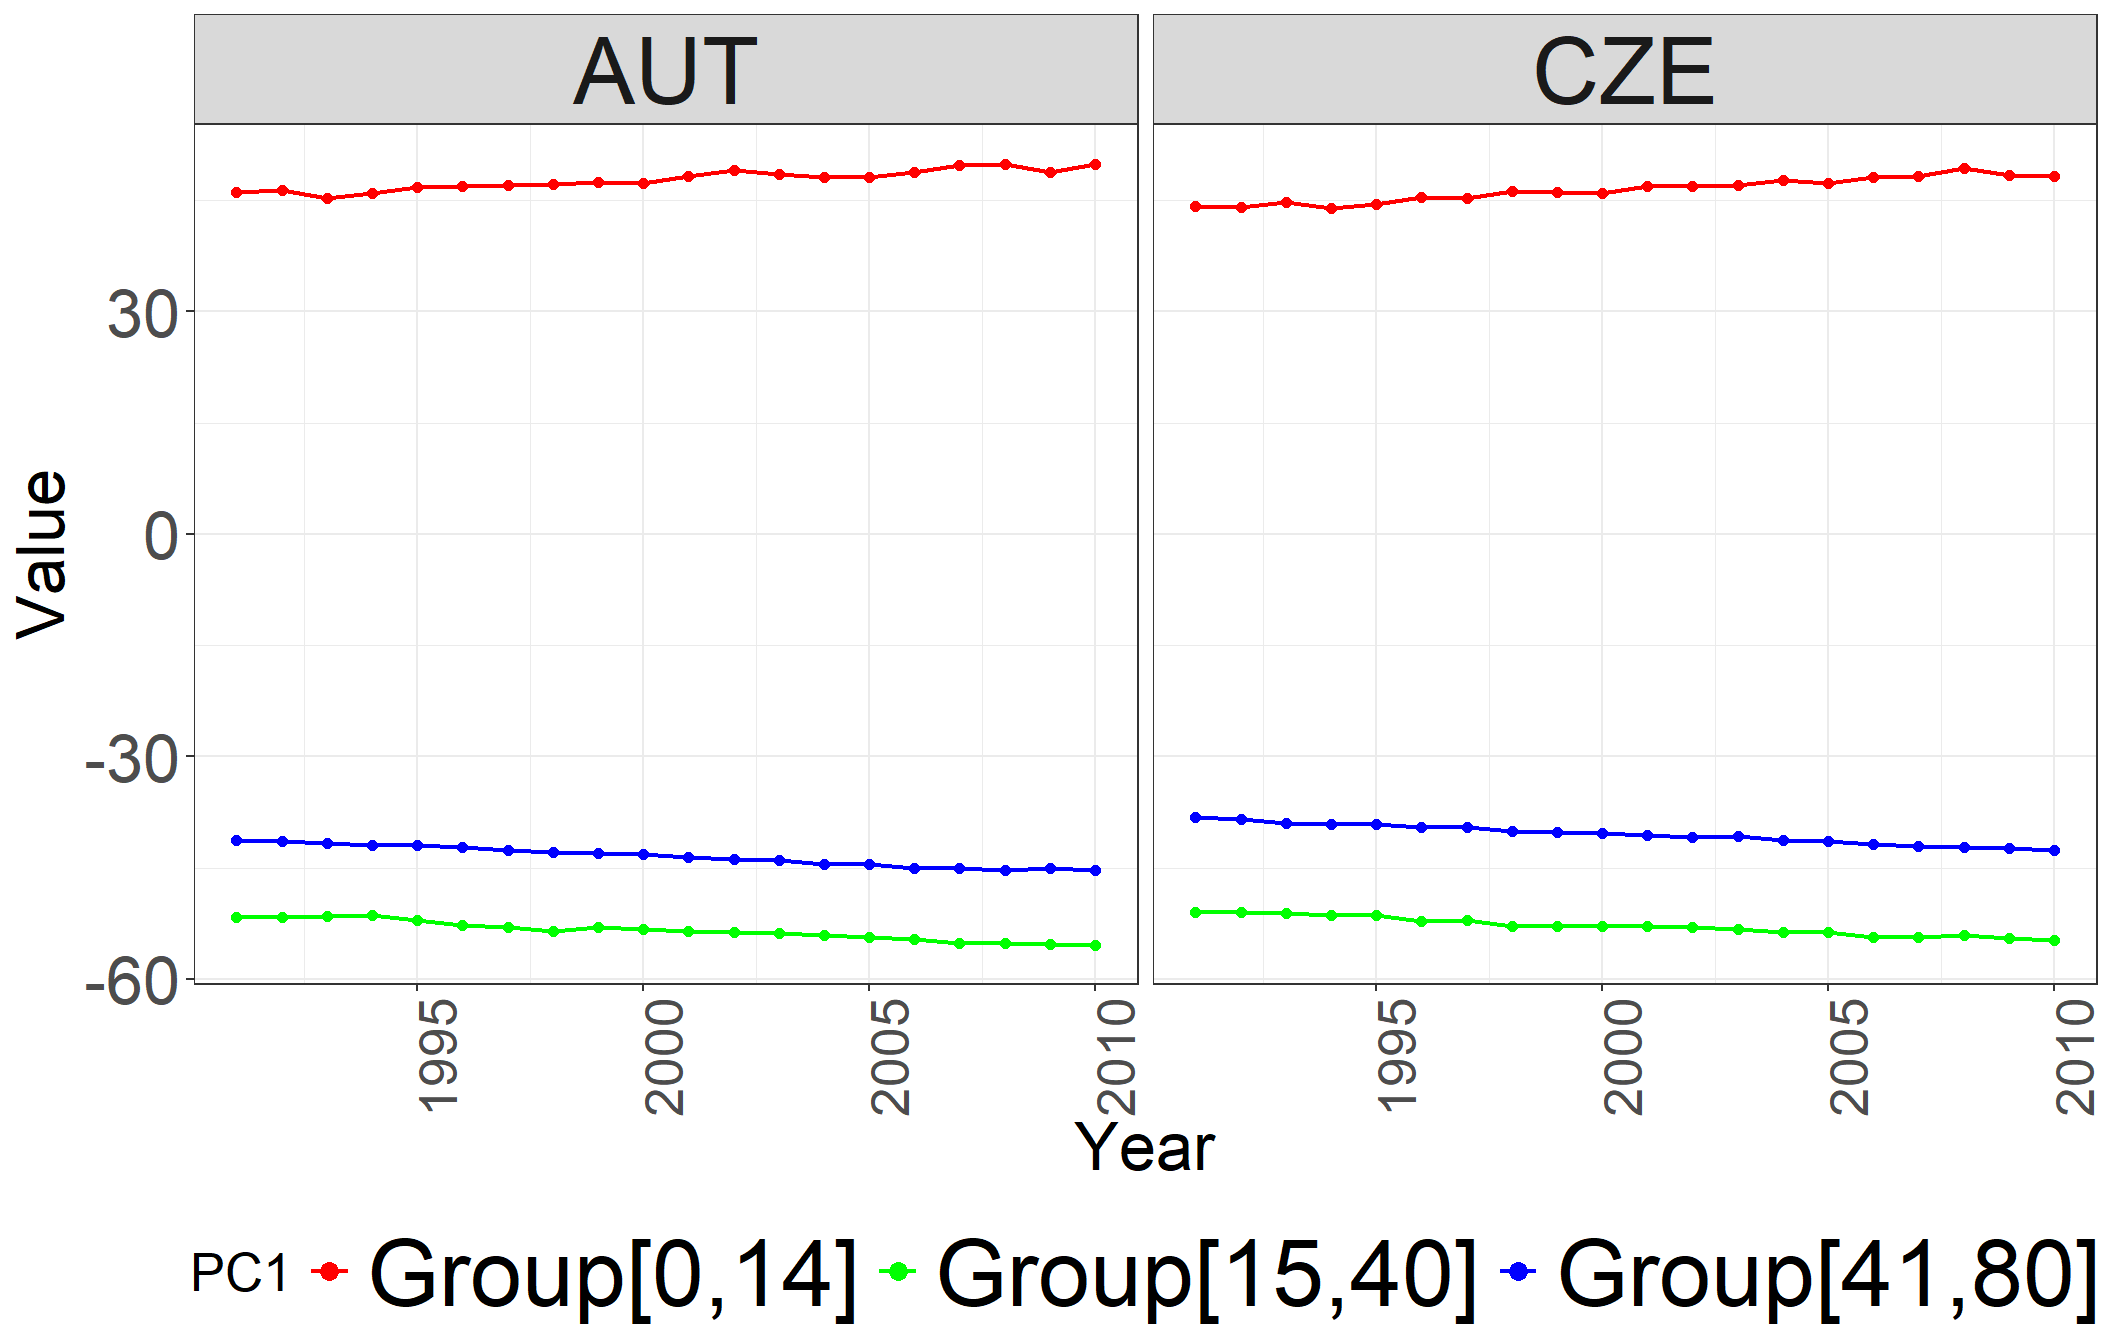 AUT CZE
Value
30
0
-30
-60
1995 2000 2005 2010 1995 2000 2005 2010
Year
PC1 Group[0,14] Group[15,40] Group[41,80]